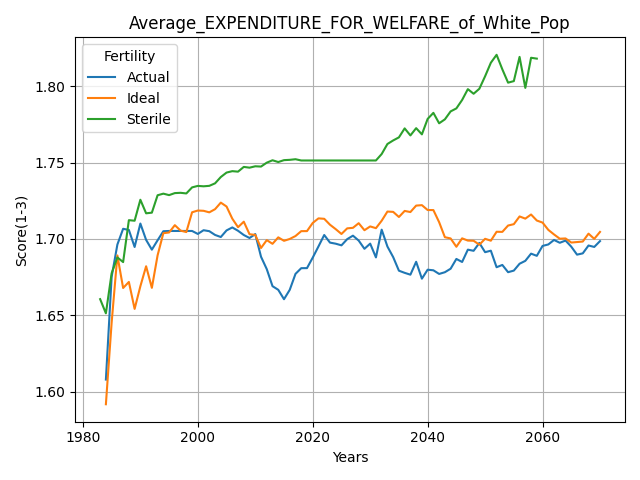 Average_EXPENDITURE_FOR_WELFARE_of_White_Pop
Fertility
Actual
Ideal
Sterile
Score(1-3)
1.80
1.75
1.70
1.65
1.60
1980
2000
2020
2040
2060
Years